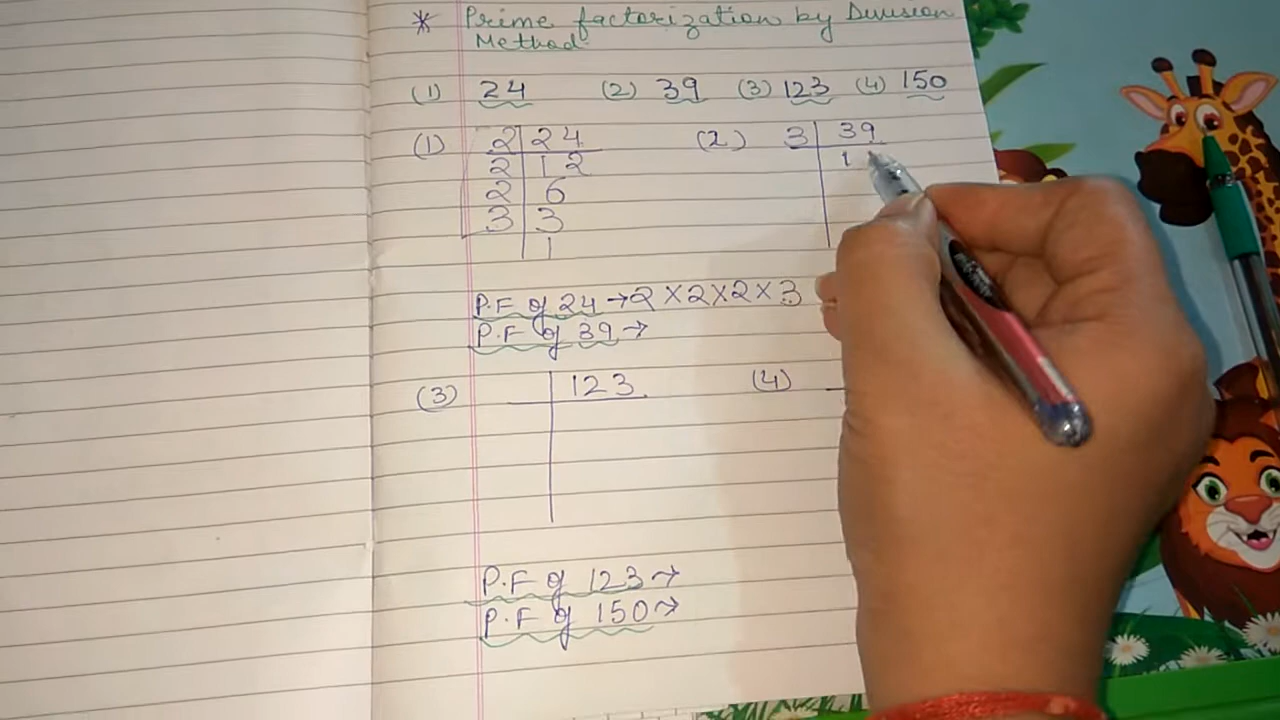 * Prime factorization by Division
Method.
(1) 24 (2) 39 (3) 123 (4) 150
(1) 2 24 (2) 3 39
2 12 1
2 6
3 3
1
P.F of 24 → 2 × 2 × 2 × 3
P.F of 39 →
(3) 123 (4)
P.F of 123 →
P.F of 150 →